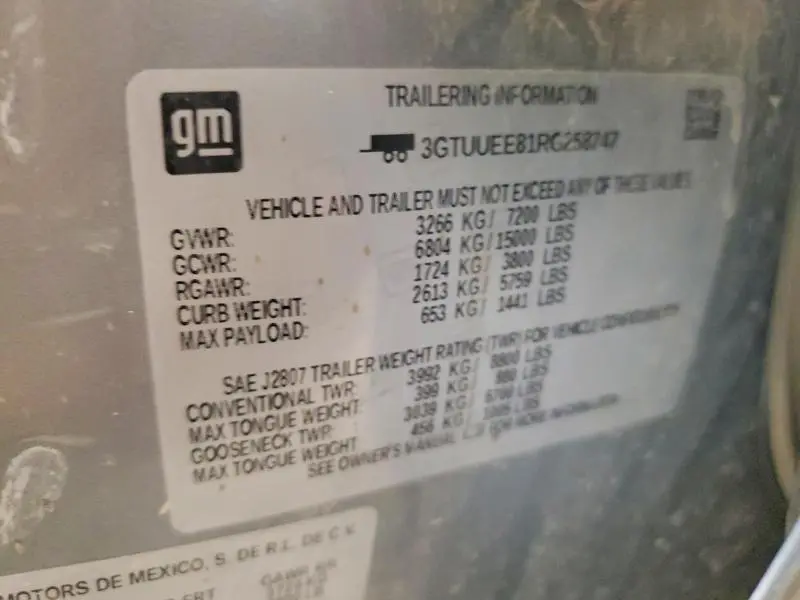 gm
TRAILERING INFORMATION
3GTUUEE81RG258747
VEHICLE AND TRAILER MUST NOT EXCEED ANY OF THESE VALUES
GVWR: 3266 KG/ 7200 LBS
GCWR: 6804 KG/ 15000 LBS
RGAWR: 1724 KG/ 3800 LBS
CURB WEIGHT: 2613 KG/ 5759 LBS
MAX PAYLOAD: 653 KG/ 1441 LBS
SAE J2807 TRAILER WEIGHT RATING (TWR) FOR VEHICLE CONFIGURATION
CONVENTIONAL TWR: 3992 KG/ 8800 LBS
MAX TONGUE WEIGHT: 399 KG/ 880 LBS
GOOSENECK TWR: 3039 KG/ 6700 LBS
MAX TONGUE WEIGHT 456 KG/ 1005 LBS
SEE OWNER'S MANUAL FOR MORE INFORMATION
MOTORS DE MEXICO, S. DE R.L. DE C.V.
GAWR RR